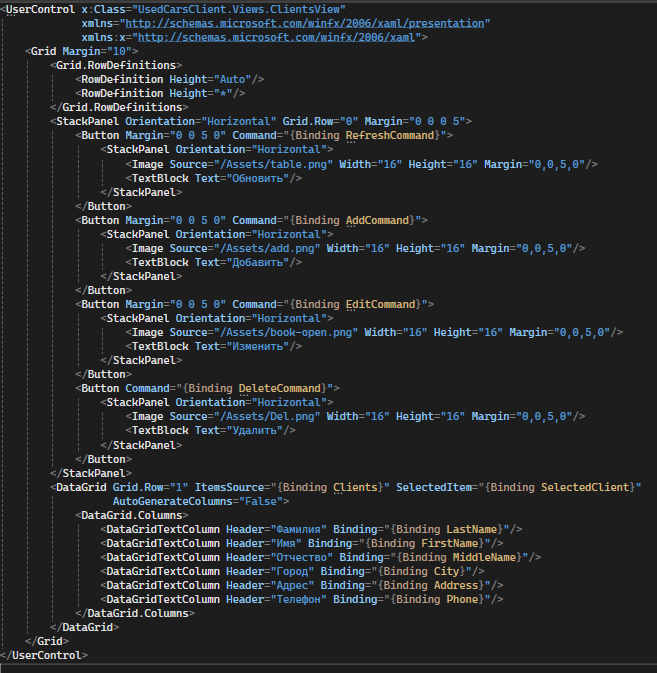 <UserControl x:Class="UsedCarsClient.Views.ClientsView"
             xmlns="http://schemas.microsoft.com/winfx/2006/xaml/presentation"
             xmlns:x="http://schemas.microsoft.com/winfx/2006/xaml">
    <Grid Margin="10">
        <Grid.RowDefinitions>
            <RowDefinition Height="Auto"/>
            <RowDefinition Height="*"/>
        </Grid.RowDefinitions>
        <StackPanel Orientation="Horizontal" Grid.Row="0" Margin="0 0 0 5">
            <Button Margin="0 0 5 0" Command="{Binding RefreshCommand}">
                <StackPanel Orientation="Horizontal">
                    <Image Source="/Assets/table.png" Width="16" Height="16" Margin="0,0,5,0"/>
                    <TextBlock Text="Обновить"/>
                </StackPanel>
            </Button>
            <Button Margin="0 0 5 0" Command="{Binding AddCommand}">
                <StackPanel Orientation="Horizontal">
                    <Image Source="/Assets/add.png" Width="16" Height="16" Margin="0,0,5,0"/>
                    <TextBlock Text="Добавить"/>
                </StackPanel>
            </Button>
            <Button Margin="0 0 5 0" Command="{Binding EditCommand}">
                <StackPanel Orientation="Horizontal">
                    <Image Source="/Assets/book-open.png" Width="16" Height="16" Margin="0,0,5,0"/>
                    <TextBlock Text="Изменить"/>
                </StackPanel>
            </Button>
            <Button Command="{Binding DeleteCommand}">
                <StackPanel Orientation="Horizontal">
                    <Image Source="/Assets/Del.png" Width="16" Height="16" Margin="0,0,5,0"/>
                    <TextBlock Text="Удалить"/>
                </StackPanel>
            </Button>
        </StackPanel>
        <DataGrid Grid.Row="1" ItemsSource="{Binding Clients}" SelectedItem="{Binding SelectedClient}"
                  AutoGenerateColumns="False">
            <DataGrid.Columns>
                <DataGridTextColumn Header="Фамилия" Binding="{Binding LastName}"/>
                <DataGridTextColumn Header="Имя" Binding="{Binding FirstName}"/>
                <DataGridTextColumn Header="Отчество" Binding="{Binding MiddleName}"/>
                <DataGridTextColumn Header="Город" Binding="{Binding City}"/>
                <DataGridTextColumn Header="Адрес" Binding="{Binding Address}"/>
                <DataGridTextColumn Header="Телефон" Binding="{Binding Phone}"/>
            </DataGrid.Columns>
        </DataGrid>
    </Grid>
</UserControl>